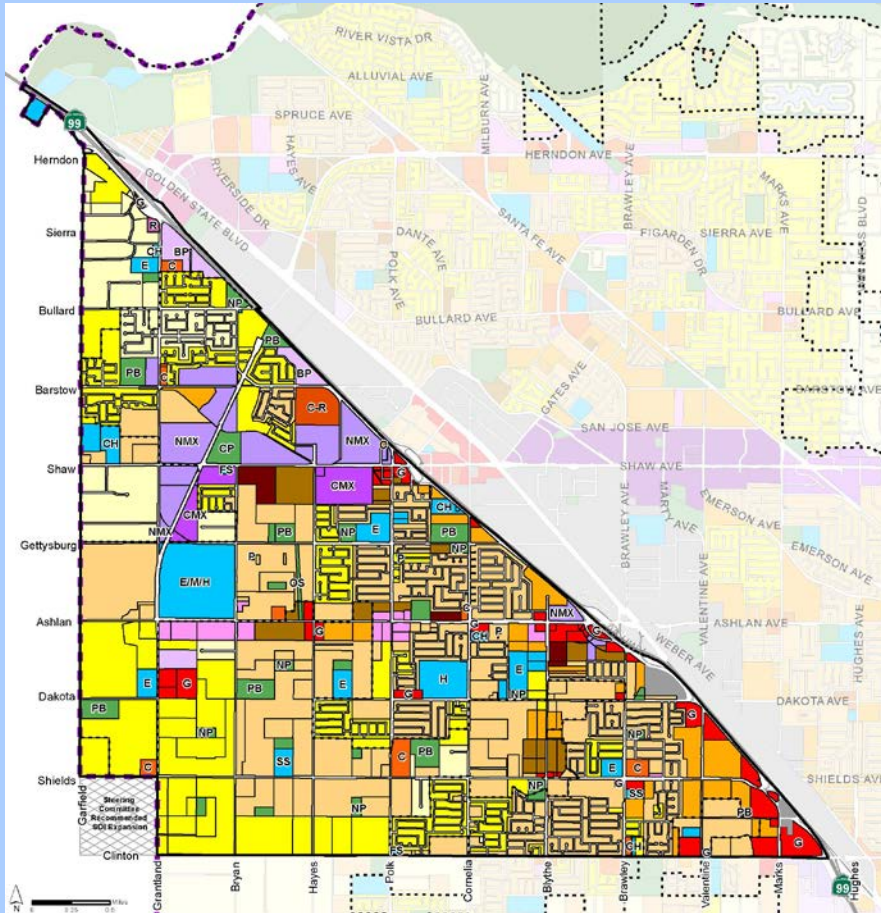 RIVER VISTA DR
ALLUVIAL AVE
MILBURN AVE
99
SPRUCE AVE
HAYES AVE
HERNDON AVE
BRAWLEY AVE
Herndon
GOLDEN STATE BLVD
RIVERSIDE DR
MARKS AVE
G
SANTA FE AVE
Sierra
R
DANTE AVE
FIGARDEN DR
SIERRA AVE
CH
BP
E
C
POLK AVE
NP
Bullard
BULLARD AVE
BULLARD AVE
PB
PB
C
BP
GATES AVE
Barstow
BARSTOW AVE
C-R
SAN JOSE AVE
CH
NMX
CP
NMX
C
Shaw
FS
G
SHAW AVE
CMX
BRAWLEY AVE
MARTY AVE
EMERSON AVE
CMX
CH
NMX
PB
NP
E
PB
Gettysburg
NP
EMERSON AVE
VALENTINE AVE
E/M/H
P
OS
NMX
C
Ashlan
G
G
CH
P
G
WEBER AVE
ASHLAN AVE
HUGHES AVE
NP
E
G
PB
E
H
E
Dakota
G
NP
DAKOTA AVE
PB
G
NP
NP
SS
C
PB
C
E
C
Shields
G
SHIELDS AVE
Garfield
Steering
Committee
Recommended
SOI Expansion
NP
NP
SS
PB
G
Clinton
FS
CH
G
Grantland
Bryan
Hayes
Polk
Cornelia
Blythe
Brawley
Valentine
Marks
Hughes
99
N
0
0.25
0.5
Miles